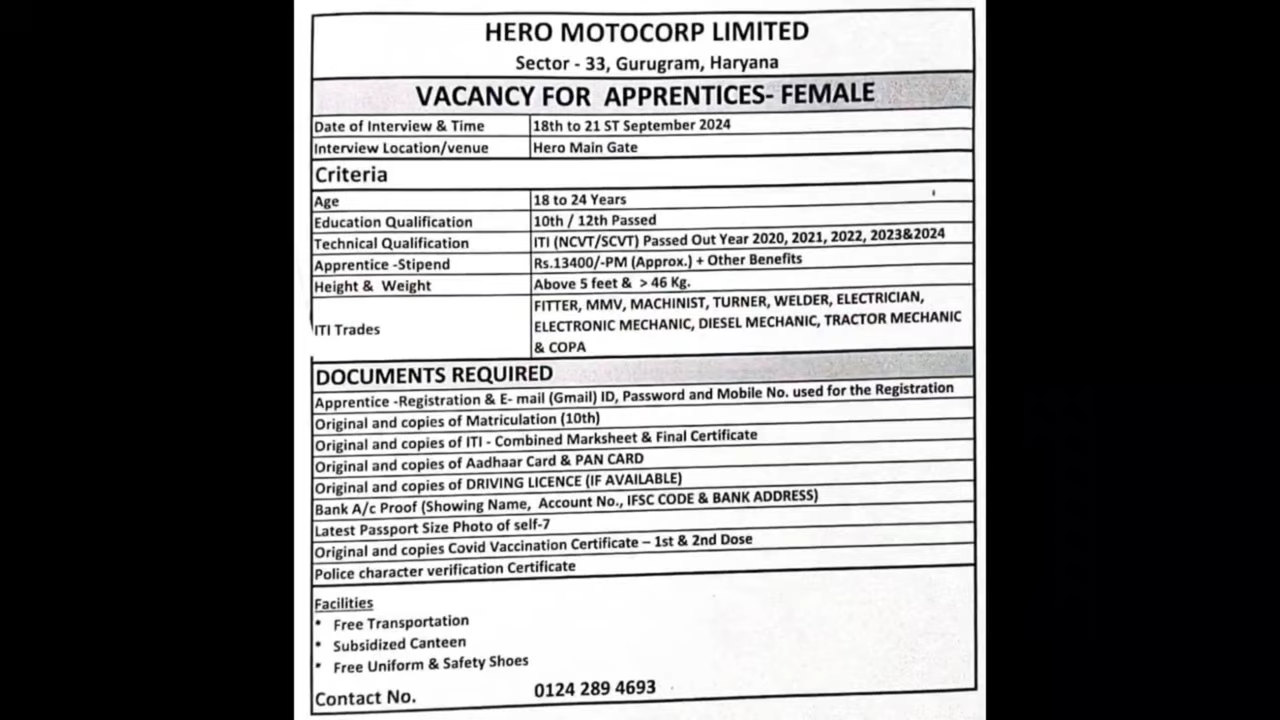 HERO MOTOCORP LIMITED
Sector - 33, Gurugram, Haryana
VACANCY FOR APPRENTICES- FEMALE
Date of Interview & Time 18th to 21 ST September 2024
Interview Location/venue Hero Main Gate
Criteria
Age 18 to 24 Years
Education Qualification 10th / 12th Passed
Technical Qualification ITI (NCVT/SCVT) Passed Out Year 2020, 2021, 2022, 2023&2024
Apprentice -Stipend Rs.13400/-PM (Approx.) + Other Benefits
Height & Weight Above 5 feet & > 46 Kg.
ITI Trades FITTER, MMV, MACHINIST, TURNER, WELDER, ELECTRICIAN,
ELECTRONIC MECHANIC, DIESEL MECHANIC, TRACTOR MECHANIC
& COPA
DOCUMENTS REQUIRED
Apprentice -Registration & E- mail (Gmail) ID, Password and Mobile No. used for the Registration
Original and copies of Matriculation (10th)
Original and copies of ITI - Combined Marksheet & Final Certificate
Original and copies of Aadhaar Card & PAN CARD
Original and copies of DRIVING LICENCE (IF AVAILABLE)
Bank A/c Proof (Showing Name, Account No., IFSC CODE & BANK ADDRESS)
Latest Passport Size Photo of self-7
Original and copies Covid Vaccination Certificate – 1st & 2nd Dose
Police character verification Certificate
Facilities
* Free Transportation
* Subsidized Canteen
* Free Uniform & Safety Shoes
Contact No. 0124 289 4693